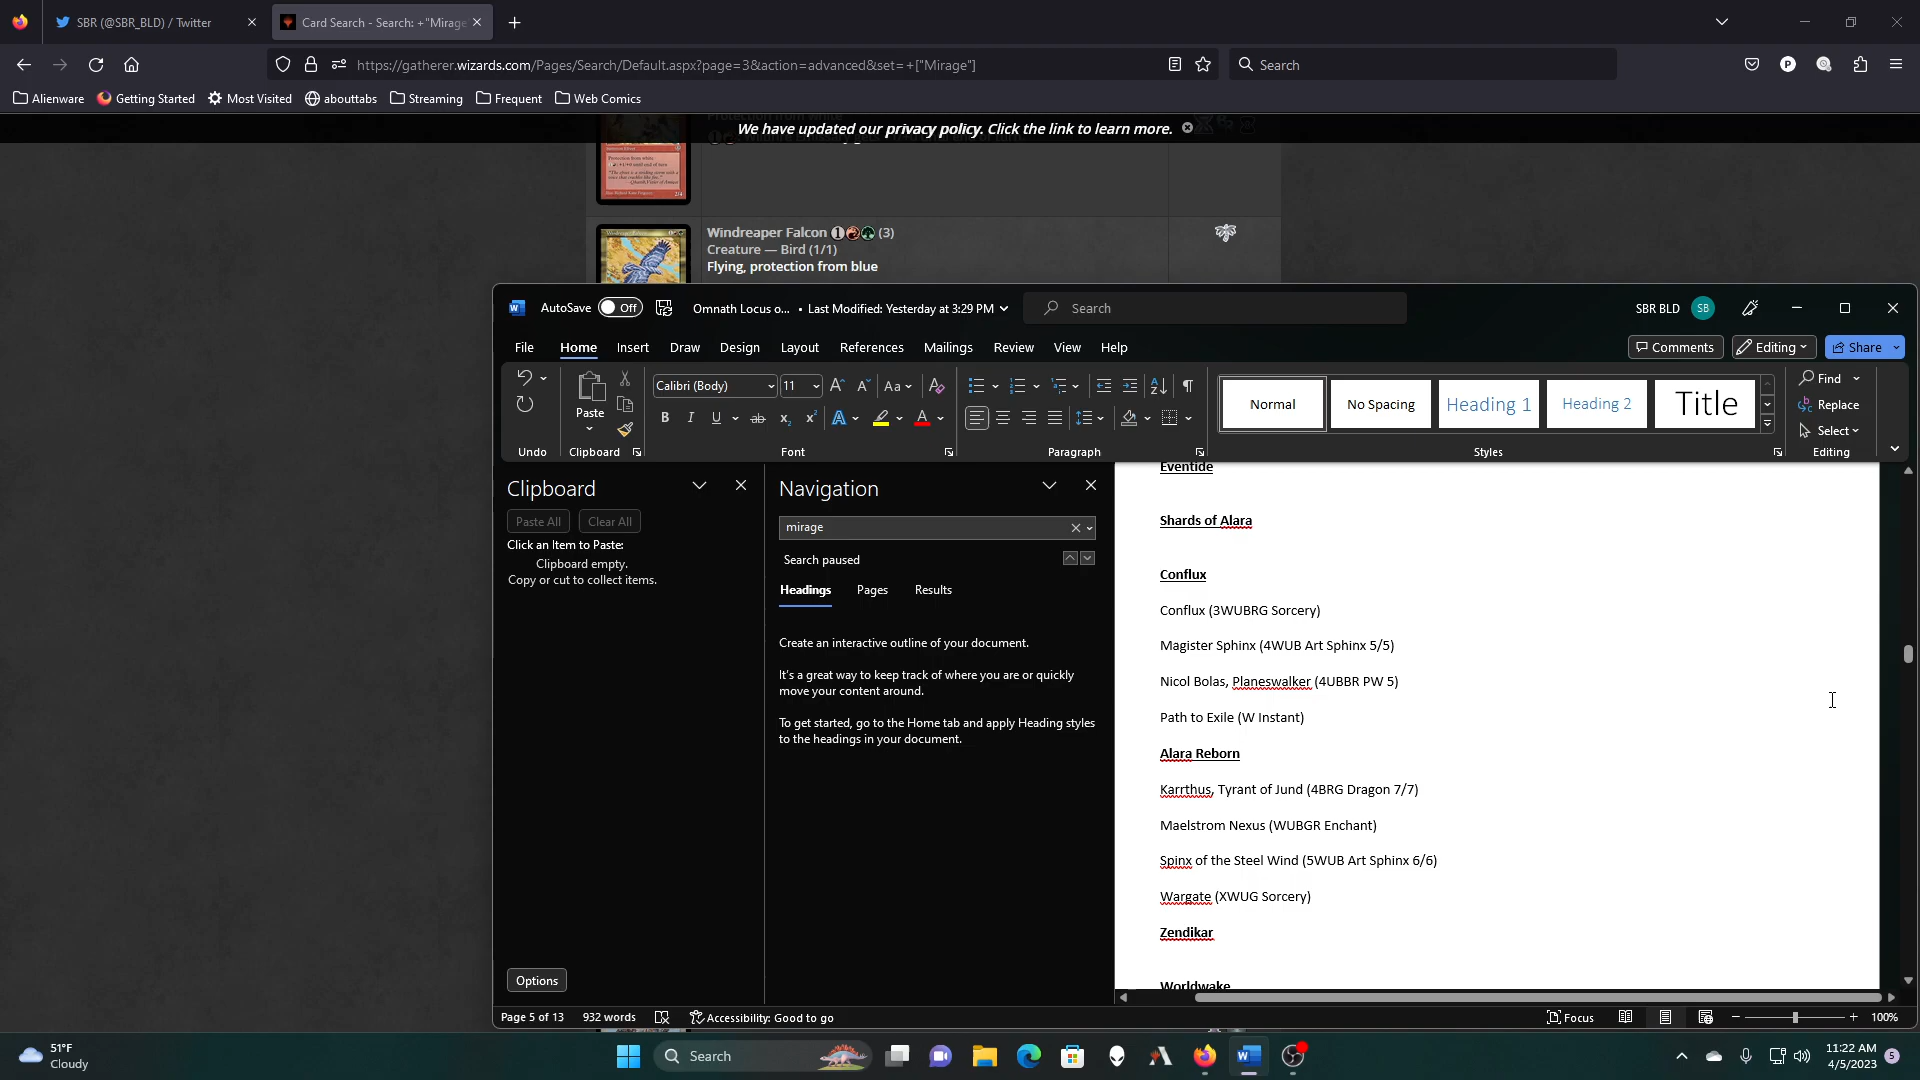 SBR (@SBR_BLD) / Twitter
Card Search - Search: +"Mirage
https://gatherer.wizards.com/Pages/Search/Default.aspx?page=3&action=advanced&set=+["Mirage"]
Search
Alienware
Getting Started
Most Visited
abouttabs
Streaming
Frequent
Web Comics
We have updated our privacy policy. Click the link to learn more.
Windreaper Falcon 1 (3)
Creature — Bird (1/1)
Flying, protection from blue
AutoSave Off
Omnath Locus o... • Last Modified: Yesterday at 3:29 PM
Search
SBR BLD SB
File Home Insert Draw Design Layout References Mailings Review View Help
Comments Editing Share
Calibri (Body) 11
Paste
Normal No Spacing Heading 1 Heading 2 Title
Find
Replace
Select
Undo Clipboard Font Paragraph Styles Editing
Clipboard
Paste All Clear All
Click an Item to Paste:
Clipboard empty.
Copy or cut to collect items.
Options
Navigation
mirage
Search paused
Headings Pages Results
Create an interactive outline of your document.
It's a great way to keep track of where you are or quickly
move your content around.
To get started, go to the Home tab and apply Heading styles
to the headings in your document.
Eventide
Shards of Alara
Conflux
Conflux (3WUBRG Sorcery)
Magister Sphinx (4WUB Art Sphinx 5/5)
Nicol Bolas, Planeswalker (4UBBR PW 5)
Path to Exile (W Instant)
Alara Reborn
Karrthus, Tyrant of Jund (4BRG Dragon 7/7)
Maelstrom Nexus (WUBGR Enchant)
Spinx of the Steel Wind (5WUB Art Sphinx 6/6)
Wargate (XWUG Sorcery)
Zendikar
Worldwake
Page 5 of 13 932 words Accessibility: Good to go
Focus 100%
51°F
Cloudy
Search
11:22 AM
4/5/2023
5